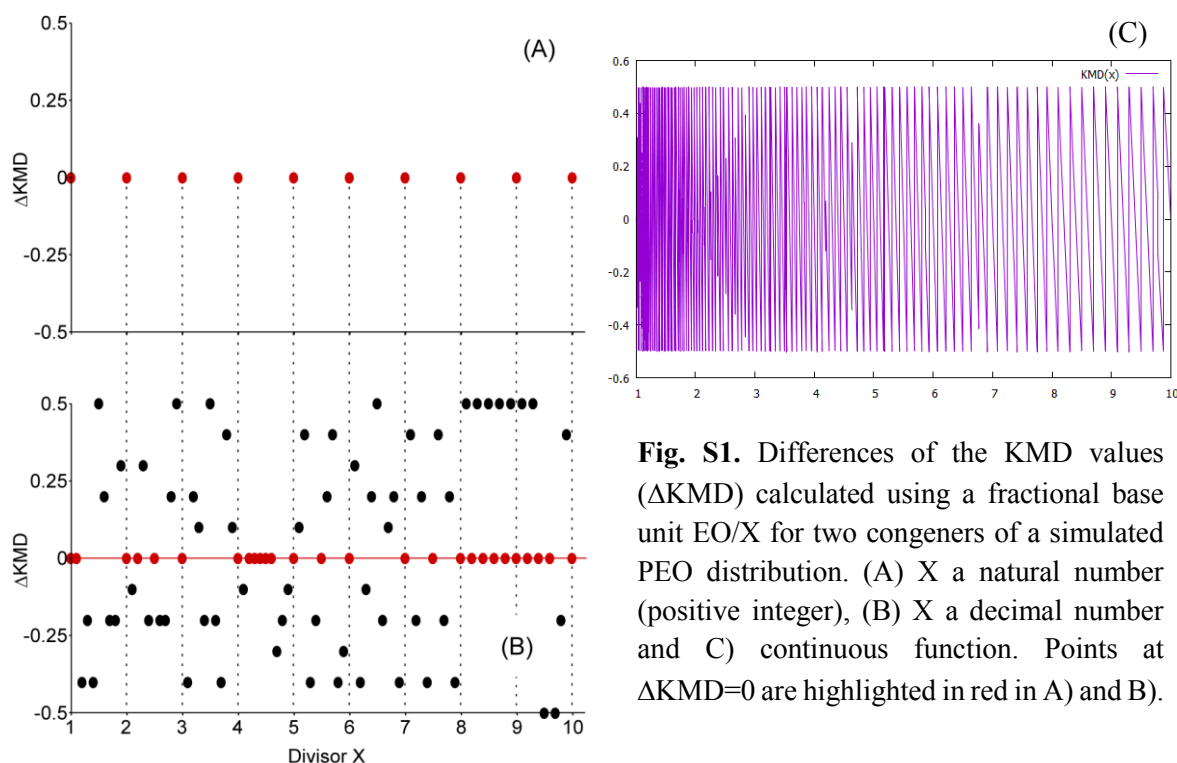 (A)
0.5
0.25
0
-0.25
-0.5
ΔKMD
0.5
0.25
0
-0.25
-0.5
ΔKMD
(B)
1 2 3 4 5 6 7 8 9 10
Divisor X
(C)
KMD(x)
0.6
0.4
0.2
0
-0.2
-0.4
-0.6
1 2 3 4 5 6 7 8 9 10
Fig. S1. Differences of the KMD values
(ΔKMD) calculated using a fractional base
unit EO/X for two congeners of a simulated
PEO distribution. (A) X a natural number
(positive integer), (B) X a decimal number
and C) continuous function. Points at
ΔKMD=0 are highlighted in red in A) and B).